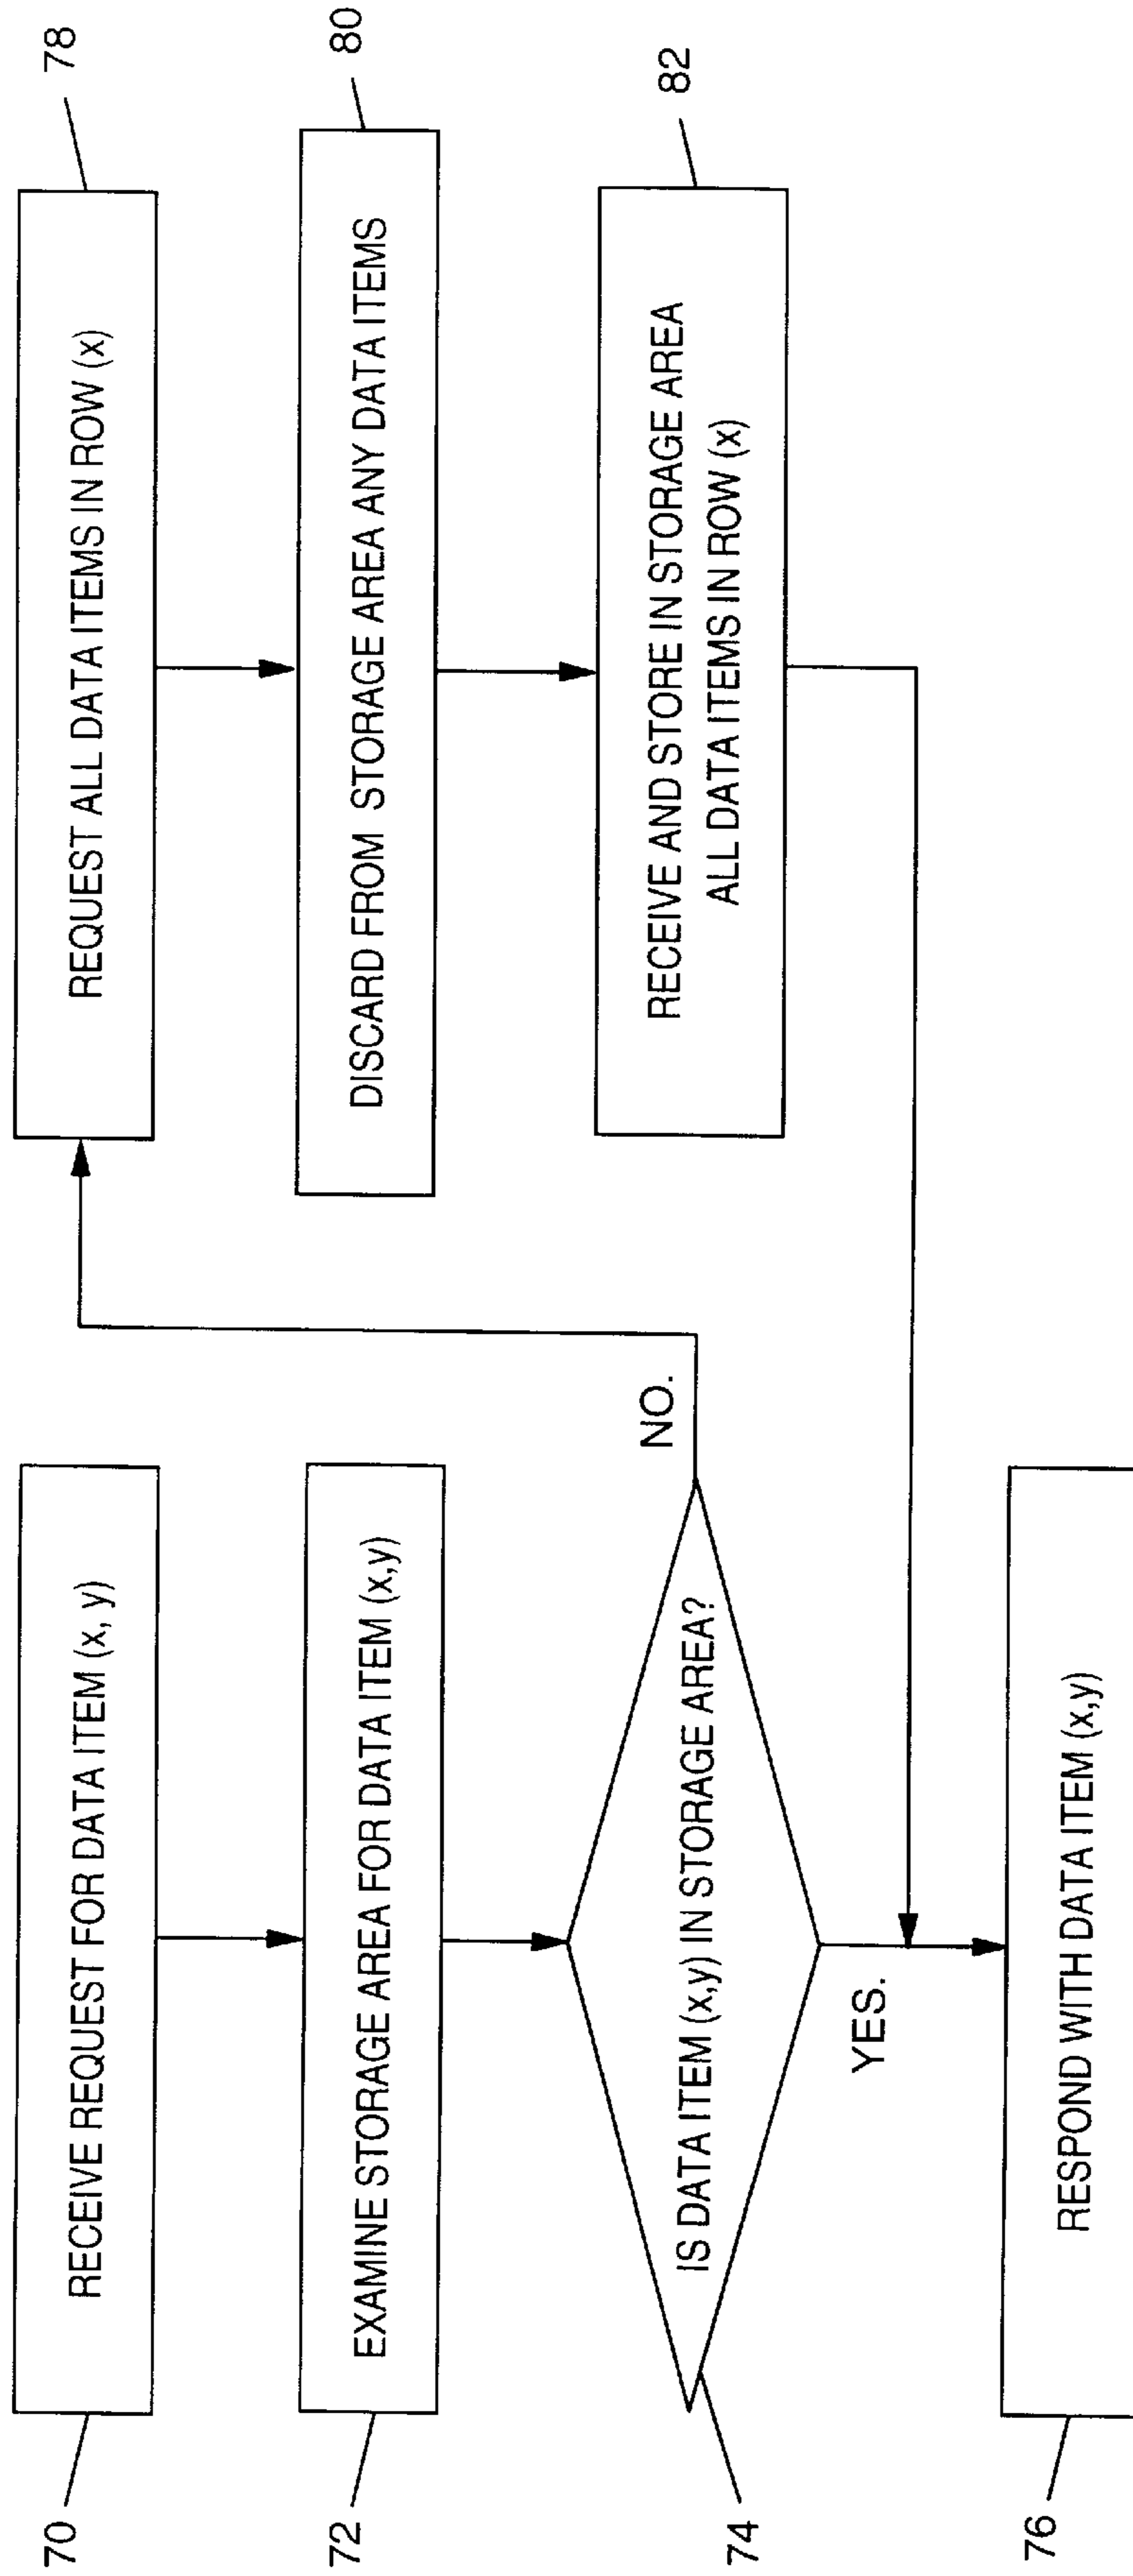 70
RECEIVE REQUEST FOR DATA ITEM (x, y)
72
EXAMINE STORAGE AREA FOR DATA ITEM (x,y)
74
IS DATA ITEM (x,y) IN STORAGE AREA?
NO.
YES.
76
RESPOND WITH DATA ITEM (x,y)
REQUEST ALL DATA ITEMS IN ROW (x)
78
DISCARD FROM STORAGE AREA ANY DATA ITEMS
80
RECEIVE AND STORE IN STORAGE AREA
ALL DATA ITEMS IN ROW (x)
82